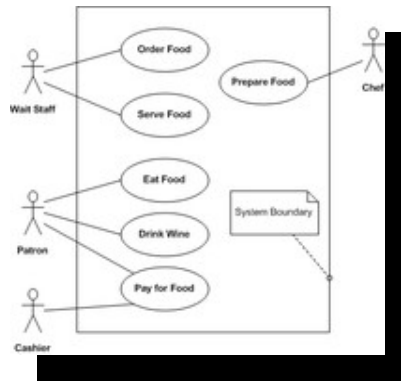 Order Food
Prepare Food
Chef
Wait Staff
Serve Food
Eat Food
System Boundary
Drink Wine
Patron
Pay for Food
Cashier